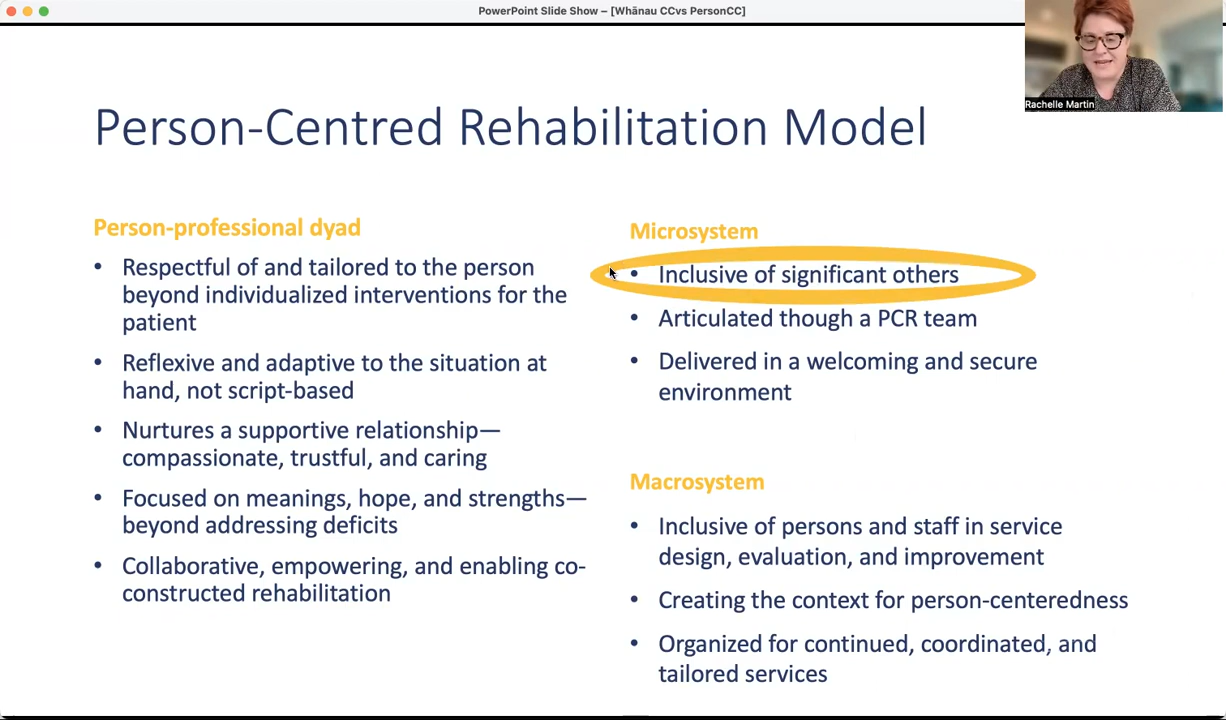 PowerPoint Slide Show – [Whānau CCvs PersonCC]
Rachelle Martin
Person-Centred Rehabilitation Model
Person-professional dyad
• Respectful of and tailored to the person
beyond individualized interventions for the
patient
• Reflexive and adaptive to the situation at
hand, not script-based
• Nurtures a supportive relationship—
compassionate, trustful, and caring
• Focused on meanings, hope, and strengths—
beyond addressing deficits
• Collaborative, empowering, and enabling co-
constructed rehabilitation
Microsystem
• Inclusive of significant others
• Articulated though a PCR team
• Delivered in a welcoming and secure
environment
Macrosystem
• Inclusive of persons and staff in service
design, evaluation, and improvement
• Creating the context for person-centeredness
• Organized for continued, coordinated, and
tailored services